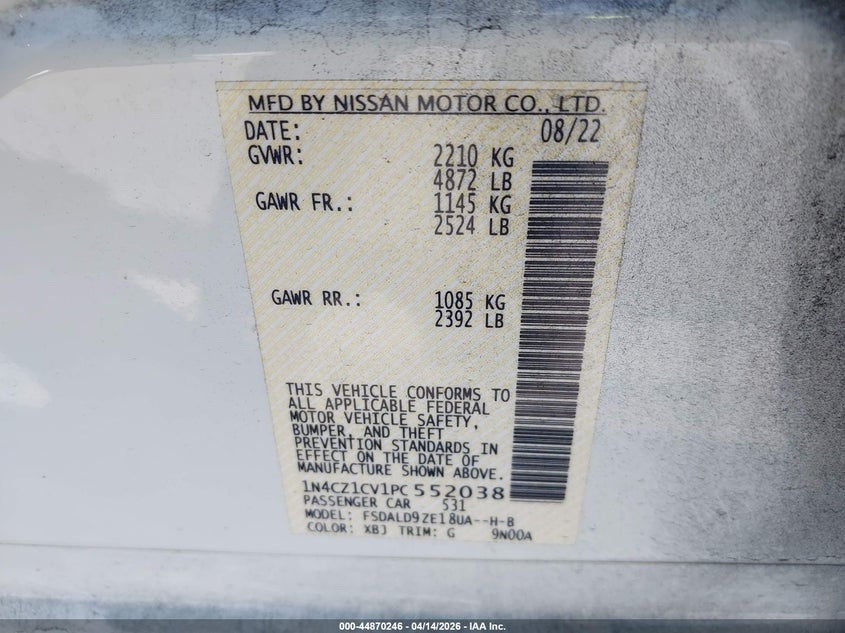 MFD BY NISSAN MOTOR CO., LTD.
DATE: 08/22
GVWR: 2210 KG
4872 LB
GAWR FR.: 1145 KG
2524 LB
GAWR RR.: 1085 KG
2392 LB
THIS VEHICLE CONFORMS TO
ALL APPLICABLE FEDERAL
MOTOR VEHICLE SAFETY,
BUMPER, AND THEFT
PREVENTION STANDARDS IN
EFFECT ON THE DATE OF
MANUFACTURE SHOWN ABOVE.
1N4CZ1CV1PC552038
PASSENGER CAR 531
MODEL: FSDALD9ZE18UA--H-B
COLOR: XBJ TRIM: G 9N00A
000-44870246 - 04/14/2026 - IAA Inc.